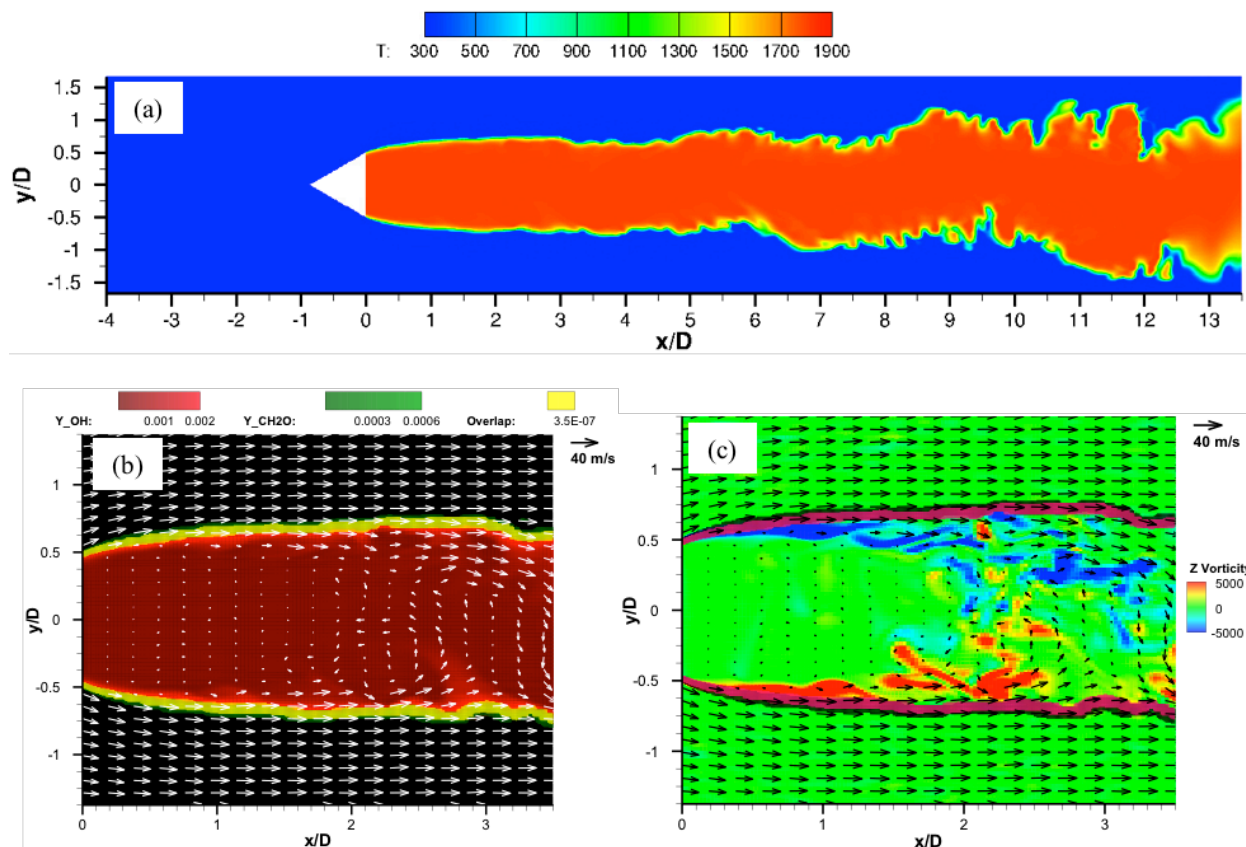 T: 300 500 700 900 1100 1300 1500 1700 1900
(a)
1.5
1
0.5
0
-0.5
-1
-1.5
y/D
-4 -3 -2 -1 0 1 2 3 4 5 6 7 8 9 10 11 12 13
x/D
Y_OH: 0.001 0.002 Y_CH2O: 0.0003 0.0006 Overlap: 3.5E-07
(b)
40 m/s
1
0.5
0
-0.5
-1
y/D
0 1 2 3
x/D
(c)
40 m/s
1
0.5
0
-0.5
-1
y/D
0 1 2 3
x/D
Z Vorticity
5000
0
-5000